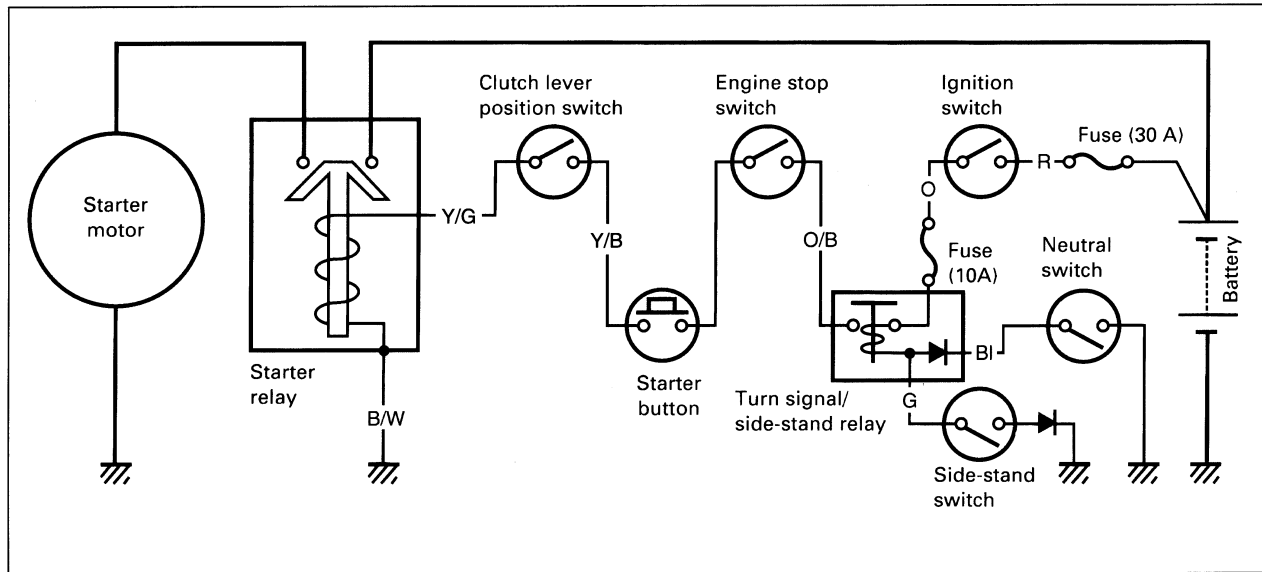 Clutch lever
position switch
Engine stop
switch
Ignition
switch
Fuse (30 A)
R
O
Starter
motor
Y/G
Y/B
O/B
Fuse
(10A)
Neutral
switch
Battery
Starter
relay
B/W
Starter
button
Turn signal/
side-stand relay
Bl
G
Side-stand
switch